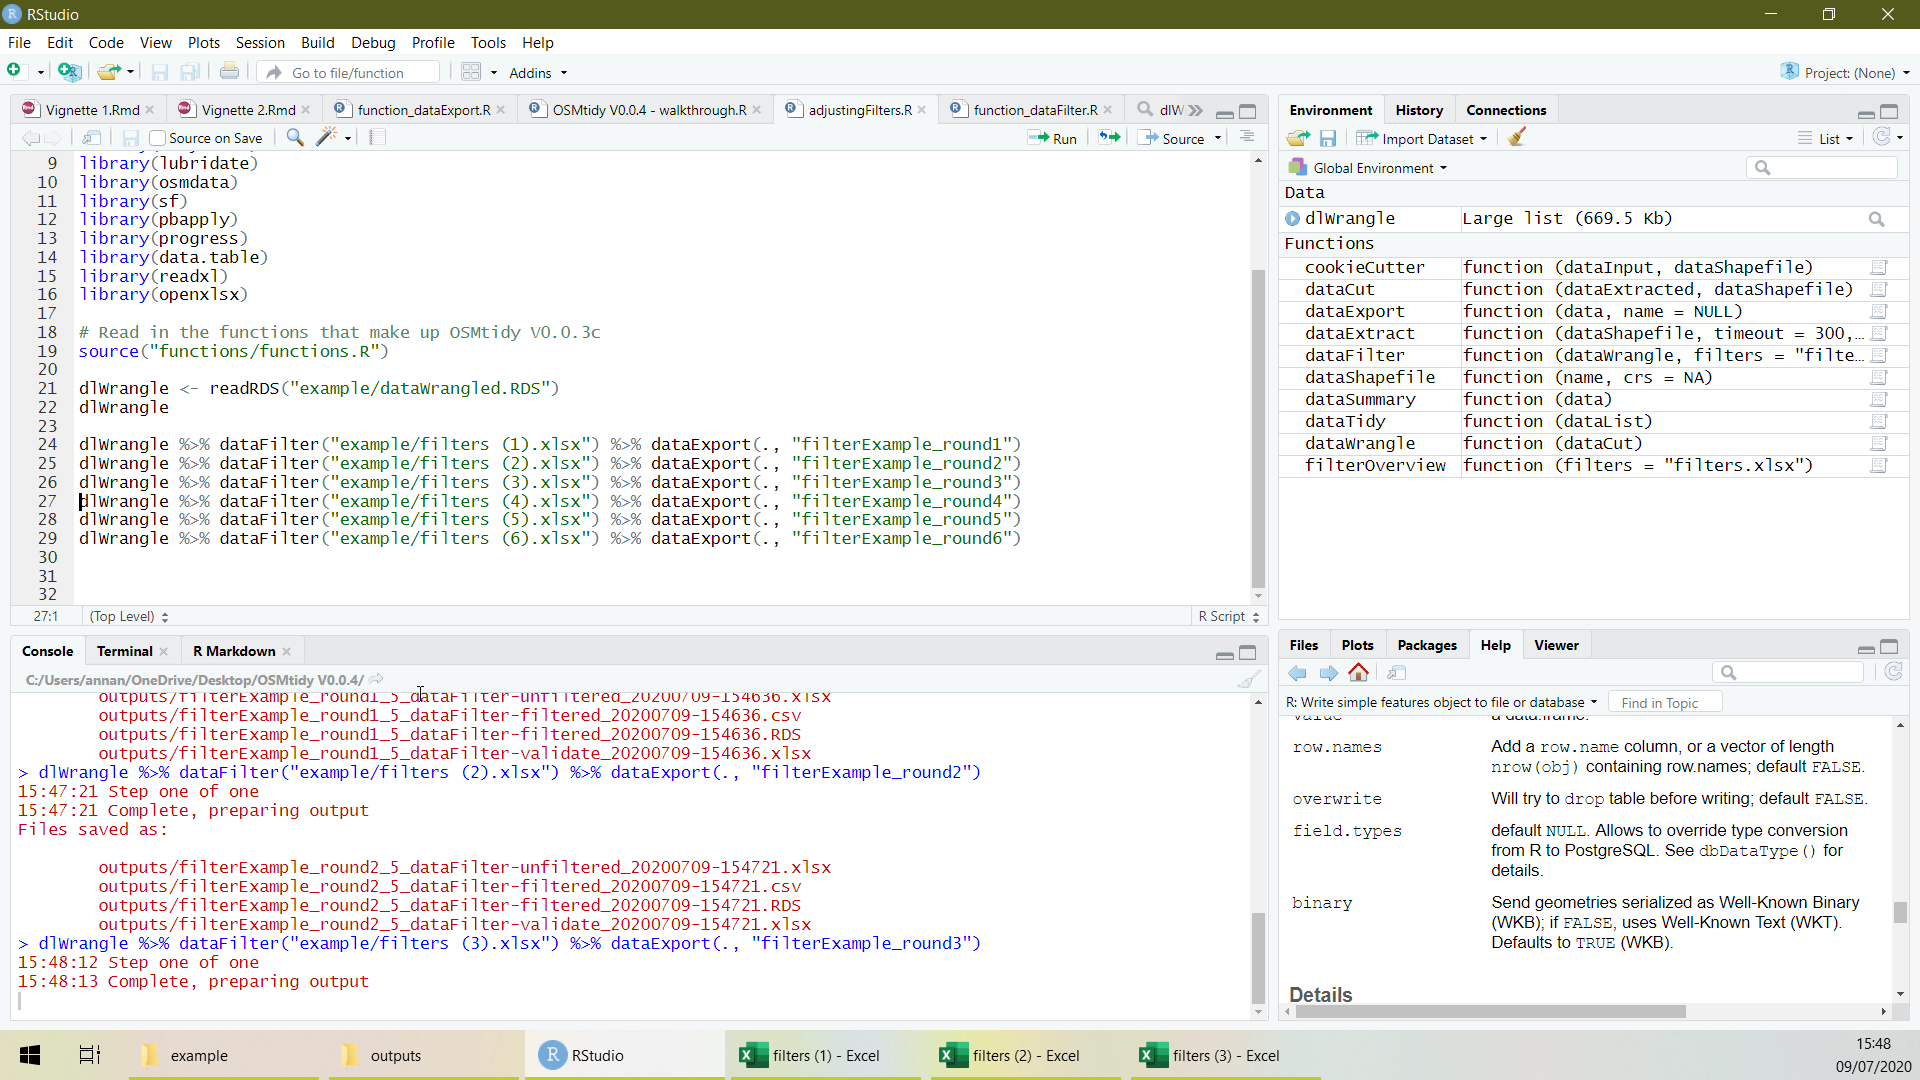 RStudio
File Edit Code View Plots Session Build Debug Profile Tools Help
Go to file/function Addins Project: (None)
Vignette 1.Rmd Vignette 2.Rmd function_dataExport.R OSMtidy V0.0.4 - walkthrough.R adjustingFilters.R function_dataFilter.R dlW
Source on Save Run Source
9 library(lubridate)
10 library(osmdata)
11 library(sf)
12 library(pbapply)
13 library(progress)
14 library(data.table)
15 library(readxl)
16 library(openxlsx)
17
18 # Read in the functions that make up OSMtidy V0.0.3c
19 source("functions/functions.R")
20
21 dlWrangle <- readRDS("example/dataWrangled.RDS")
22 dlWrangle
23
24 dlWrangle %>% dataFilter("example/filters (1).xlsx") %>% dataExport(., "filterExample_round1")
25 dlWrangle %>% dataFilter("example/filters (2).xlsx") %>% dataExport(., "filterExample_round2")
26 dlWrangle %>% dataFilter("example/filters (3).xlsx") %>% dataExport(., "filterExample_round3")
27 dlWrangle %>% dataFilter("example/filters (4).xlsx") %>% dataExport(., "filterExample_round4")
28 dlWrangle %>% dataFilter("example/filters (5).xlsx") %>% dataExport(., "filterExample_round5")
29 dlWrangle %>% dataFilter("example/filters (6).xlsx") %>% dataExport(., "filterExample_round6")
30
31
32
27:1 (Top Level) R Script
Console Terminal R Markdown
C:/Users/annan/OneDrive/Desktop/OSMtidy V0.0.4/
outputs/filterExample_round1_5_dataFilter-unfiltered_20200709-154636.xlsx
outputs/filterExample_round1_5_dataFilter-filtered_20200709-154636.csv
outputs/filterExample_round1_5_dataFilter-filtered_20200709-154636.RDS
outputs/filterExample_round1_5_dataFilter-validate_20200709-154636.xlsx
> dlWrangle %>% dataFilter("example/filters (2).xlsx") %>% dataExport(., "filterExample_round2")
15:47:21 Step one of one
15:47:21 Complete, preparing output
Files saved as:
outputs/filterExample_round2_5_dataFilter-unfiltered_20200709-154721.xlsx
outputs/filterExample_round2_5_dataFilter-filtered_20200709-154721.csv
outputs/filterExample_round2_5_dataFilter-filtered_20200709-154721.RDS
outputs/filterExample_round2_5_dataFilter-validate_20200709-154721.xlsx
> dlWrangle %>% dataFilter("example/filters (3).xlsx") %>% dataExport(., "filterExample_round3")
15:48:12 Step one of one
15:48:13 Complete, preparing output
Environment History Connections
Import Dataset List
Global Environment
Data
dlWrangle Large list (669.5 Kb)
Functions
cookieCutter function (dataInput, dataShapefile)
dataCut function (dataExtracted, dataShapefile)
dataExport function (data, name = NULL)
dataExtract function (dataShapefile, timeout = 300,…
dataFilter function (dataWrangle, filters = "filte…
dataShapefile function (name, crs = NA)
dataSummary function (data)
dataTidy function (dataList)
dataWrangle function (dataCut)
filterOverview function (filters = "filters.xlsx")
Files Plots Packages Help Viewer
R: Write simple features object to file or database Find in Topic
value a data.frame.
row.names Add a row.name column, or a vector of length
nrow(obj) containing row.names; default FALSE.
overwrite Will try to drop table before writing; default FALSE.
field.types default NULL. Allows to override type conversion
from R to PostgreSQL. See dbDataType() for
details.
binary Send geometries serialized as Well-Known Binary
(WKB); if FALSE, uses Well-Known Text (WKT).
Defaults to TRUE (WKB).
Details
example outputs RStudio filters (1) - Excel filters (2) - Excel filters (3) - Excel
15:48
09/07/2020